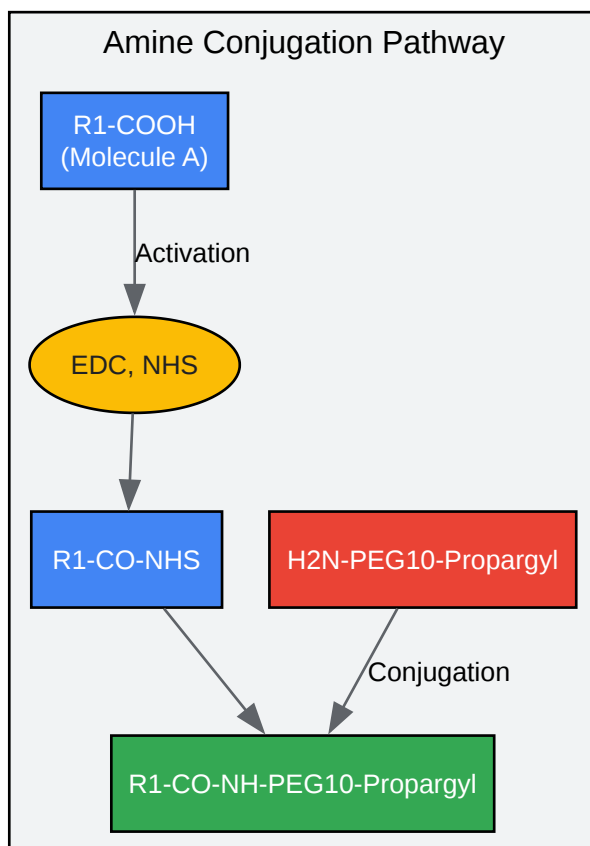 Amine Conjugation Pathway
R1-COOH
(Molecule A)
Activation
EDC, NHS
R1-CO-NHS
H2N-PEG10-Propargyl
Conjugation
R1-CO-NH-PEG10-Propargyl